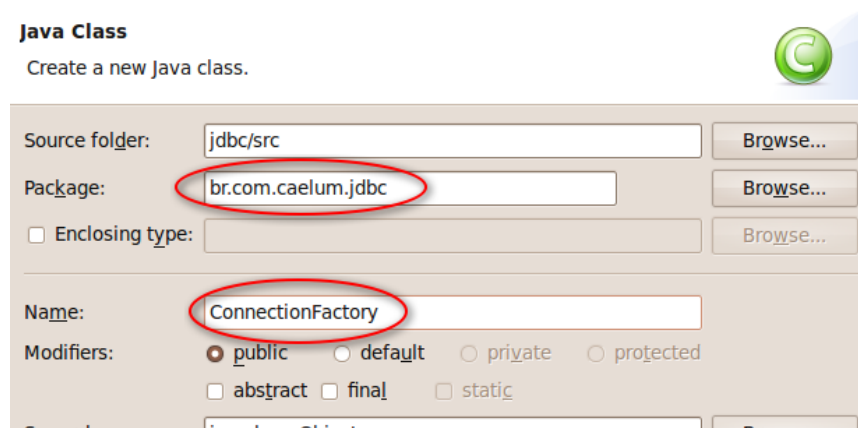 Java Class
Create a new Java class.
Source folder: jdbc/src Browse...
Package: br.com.caelum.jdbc Browse...
Enclosing type: Browse...
Name: ConnectionFactory
Modifiers: public default private protected
abstract final static